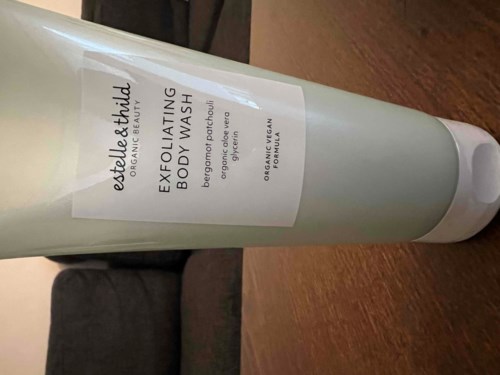 estelle&thild
ORGANIC BEAUTY
EXFOLIATING
BODY WASH
bergamot patchouli
organic aloe vera
glycerin
ORGANIC VEGAN
FORMULA